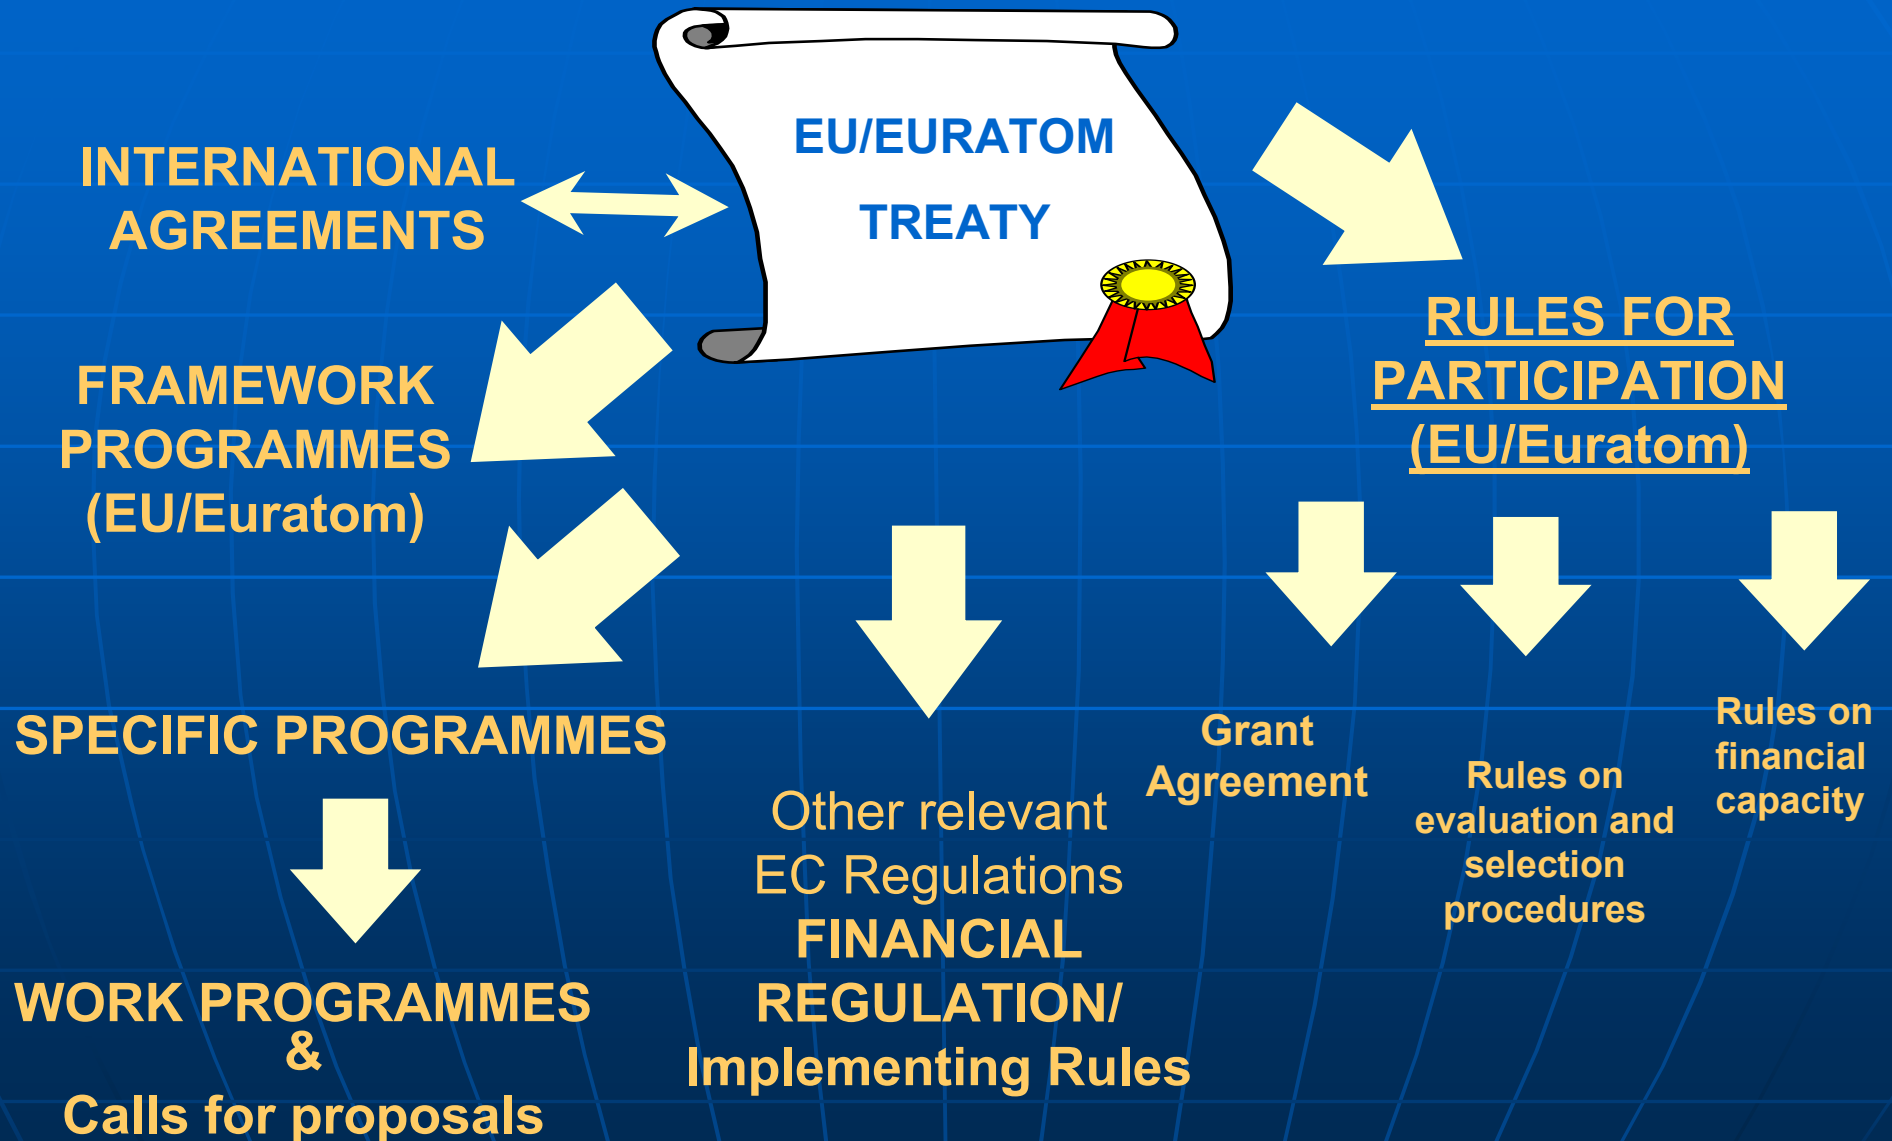 EU/EURATOM
TREATY
INTERNATIONAL
AGREEMENTS
FRAMEWORK
PROGRAMMES
(EU/Euratom)
RULES FOR
PARTICIPATION
(EU/Euratom)
SPECIFIC PROGRAMMES
WORK PROGRAMMES
&
Calls for proposals
Other relevant
EC Regulations
FINANCIAL
REGULATION/
Implementing Rules
Grant
Agreement
Rules on
evaluation and
selection
procedures
Rules on
financial
capacity